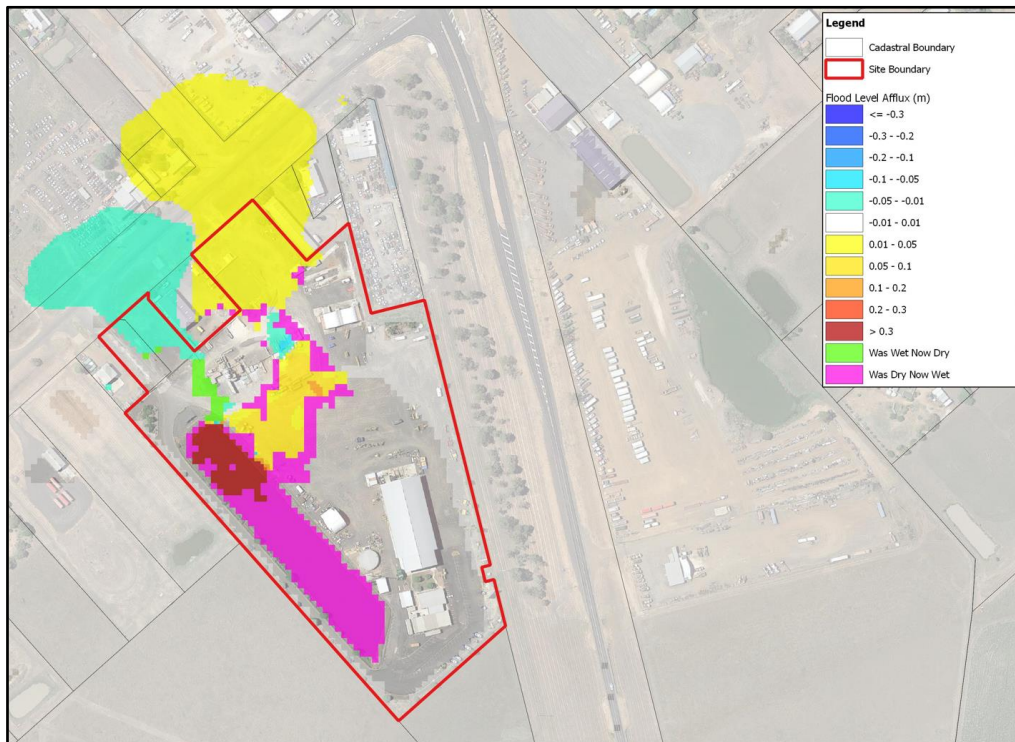 Legend
Cadastral Boundary
Site Boundary
Flood Level Afflux (m)
<= -0.3
-0.3 - -0.2
-0.2 - -0.1
-0.1 - -0.05
-0.05 - -0.01
-0.01 - 0.01
0.01 - 0.05
0.05 - 0.1
0.1 - 0.2
0.2 - 0.3
> 0.3
Was Wet Now Dry
Was Dry Now Wet